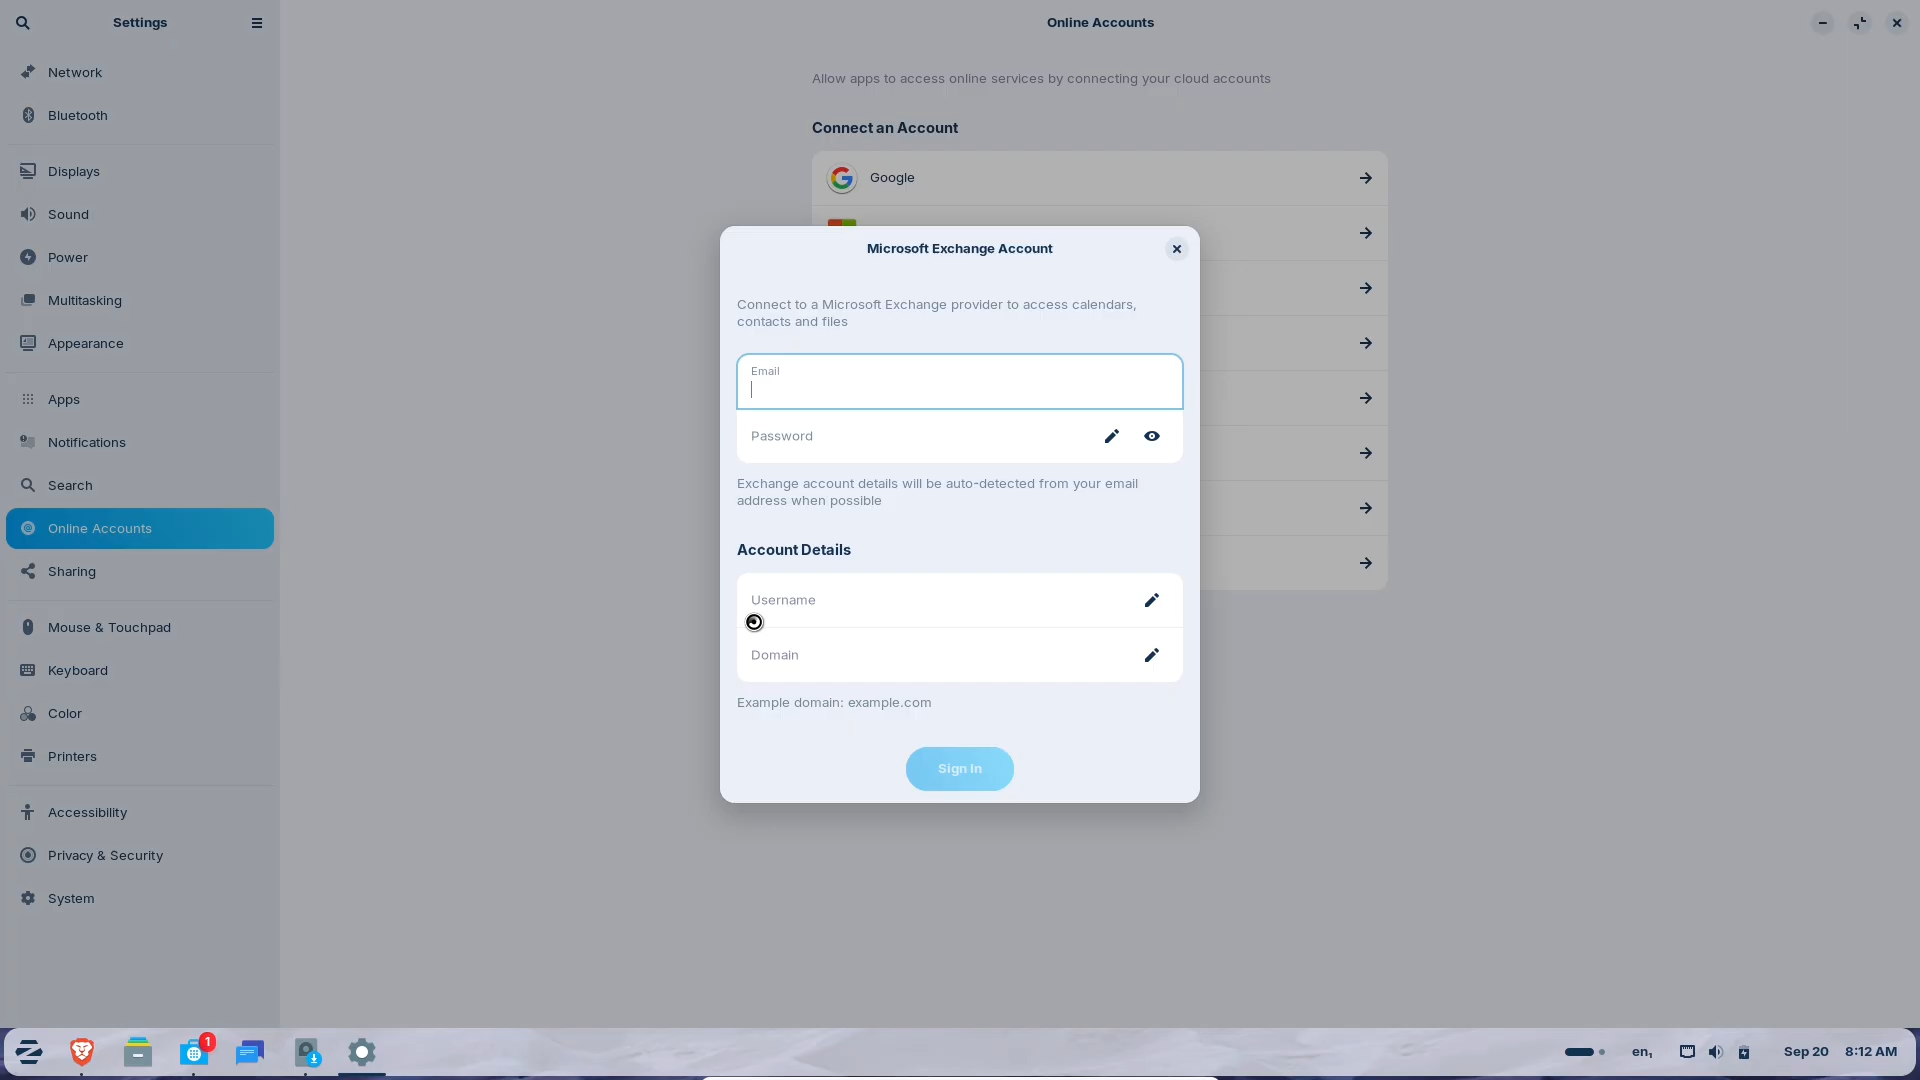 Settings
Online Accounts
Network
Bluetooth
Displays
Sound
Power
Multitasking
Appearance
Apps
Notifications
Search
Online Accounts
Sharing
Mouse & Touchpad
Keyboard
Color
Printers
Accessibility
Privacy & Security
System
Allow apps to access online services by connecting your cloud accounts
Connect an Account
Google
Microsoft Exchange Account
Connect to a Microsoft Exchange provider to access calendars,
contacts and files
Email
Password
Exchange account details will be auto-detected from your email
address when possible
Account Details
Username
Domain
Example domain: example.com
Sign In
1
en₁
Sep 20 8:12 AM